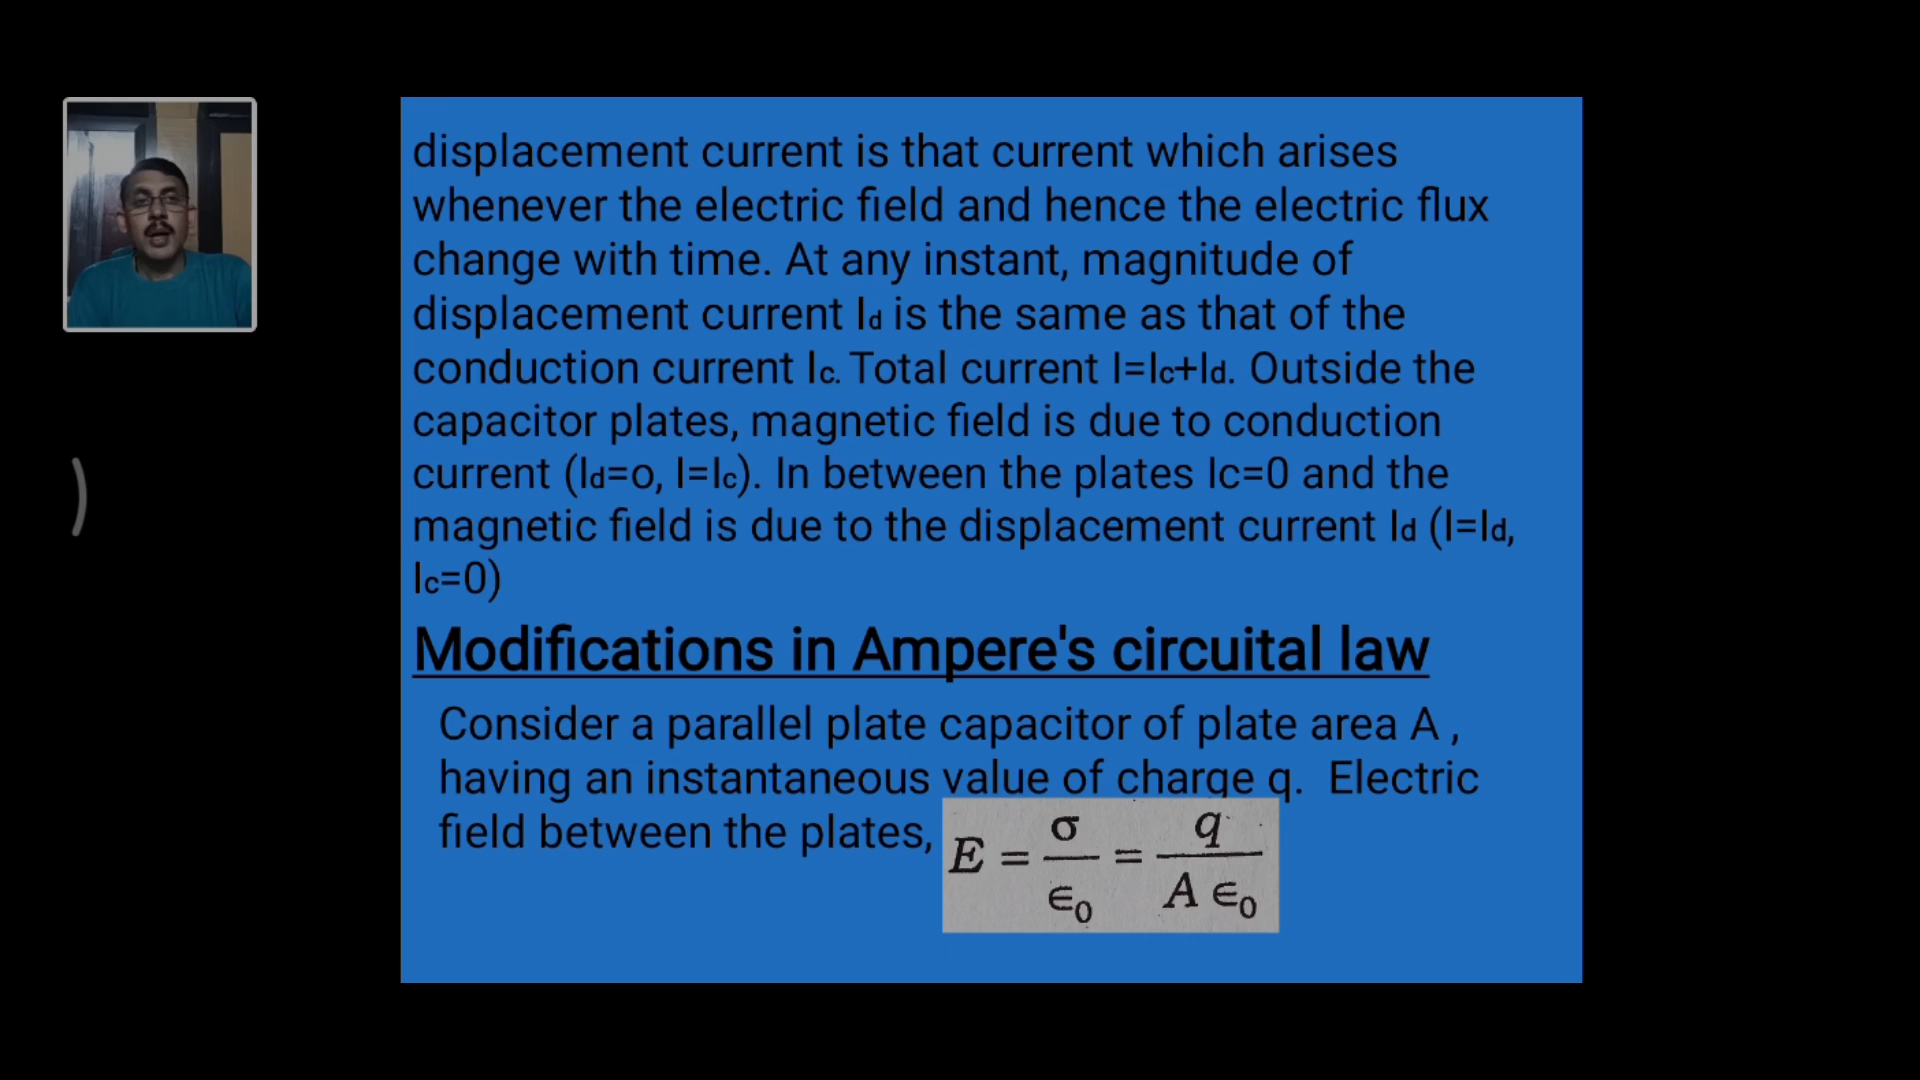 displacement current is that current which arises
whenever the electric field and hence the electric flux
change with time. At any instant, magnitude of
displacement current Id is the same as that of the
conduction current Ic. Total current I=Ic+Id. Outside the
capacitor plates, magnetic field is due to conduction
current (Id=o, I=Ic). In between the plates Ic=0 and the
magnetic field is due to the displacement current Id (I=Id,
Ic=0)
Modifications in Ampere's circuital law
Consider a parallel plate capacitor of plate area A ,
having an instantaneous value of charge q. Electric
field between the plates, E = σ/ϵ₀ = q/A ϵ₀